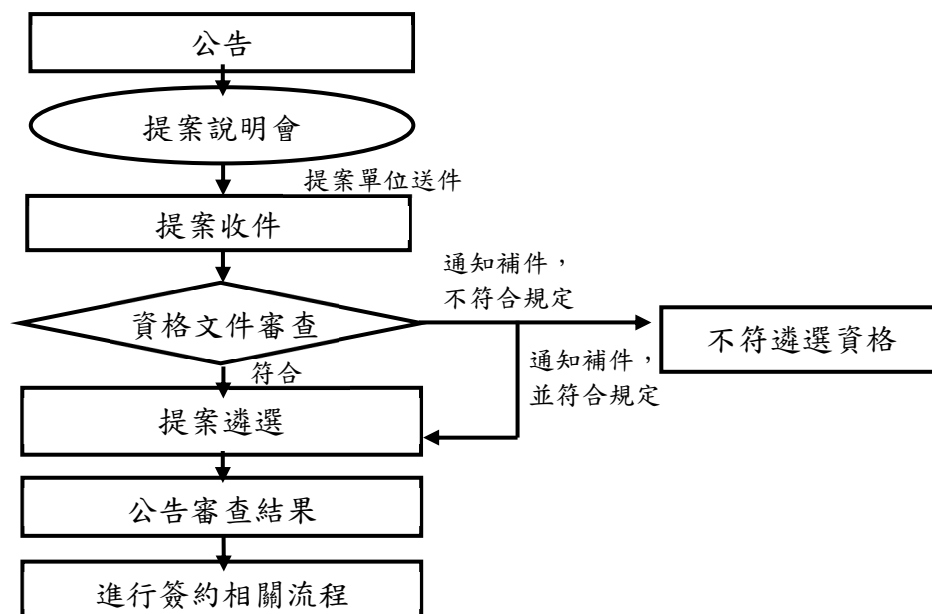 公告
提案說明會
提案單位送件
提案收件
通知補件，
不符合規定
資格文件審查
不符遴選資格
通知補件，
並符合規定
符合
提案遴選
公告審查結果
進行簽約相關流程